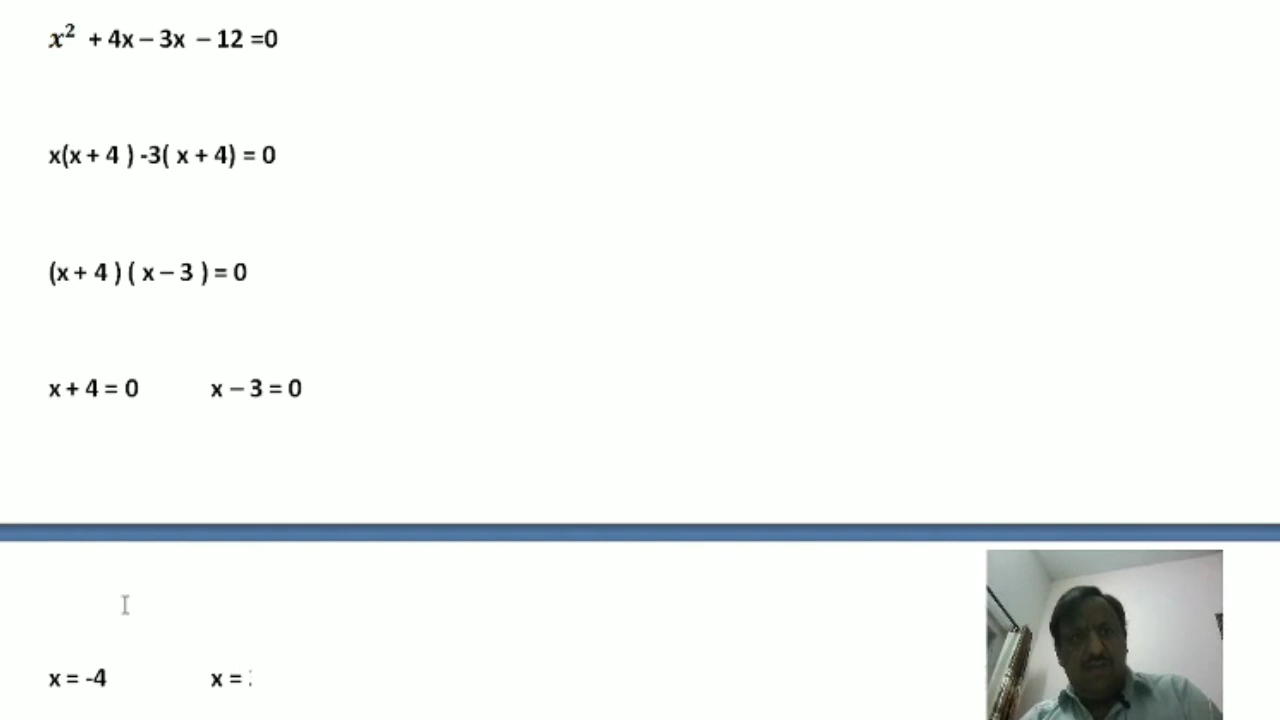 x² + 4x – 3x – 12 =0
x(x + 4 ) -3( x + 4) = 0
(x + 4 ) ( x – 3 ) = 0
x + 4 = 0 x – 3 = 0
x = -4 x =